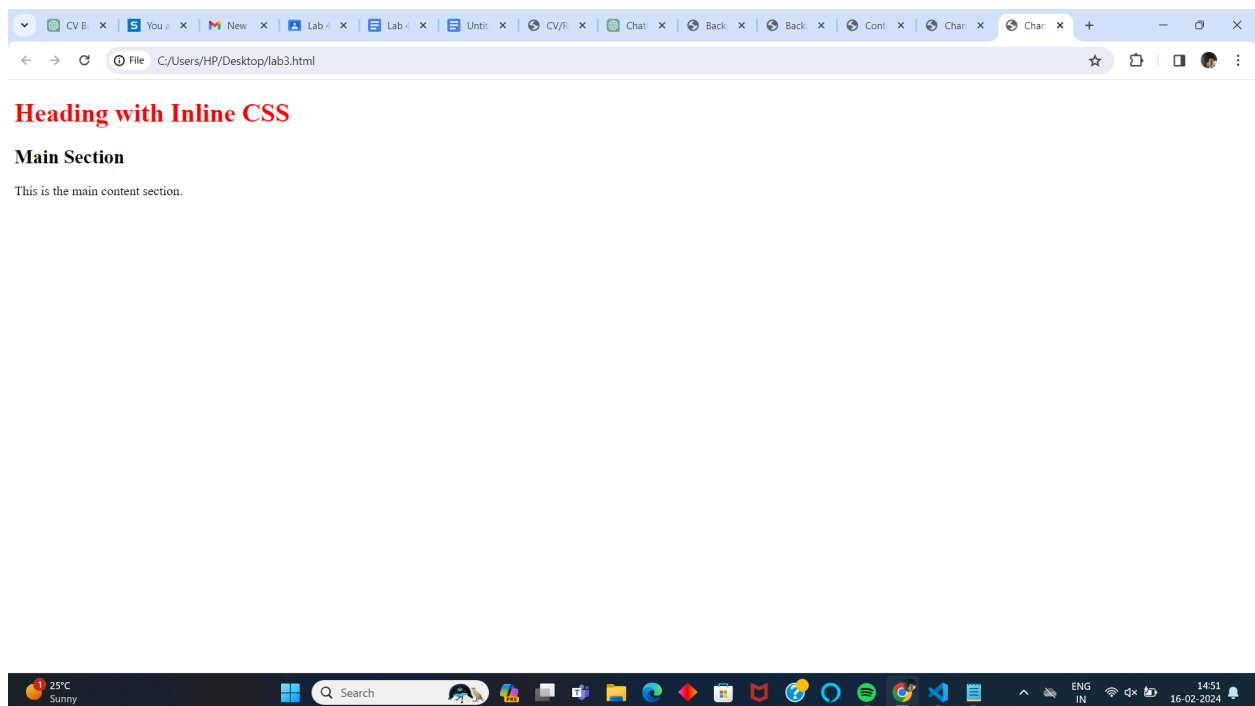 CV B
You a
New
Lab 4
Lab 4
Untit
CV/R
Chat
Back
Back
Cont
Chan
Chan
File C:/Users/HP/Desktop/lab3.html
Heading with Inline CSS
Main Section
This is the main content section.
1 25°C
Sunny
Search
ENG
IN
14:51
16-02-2024